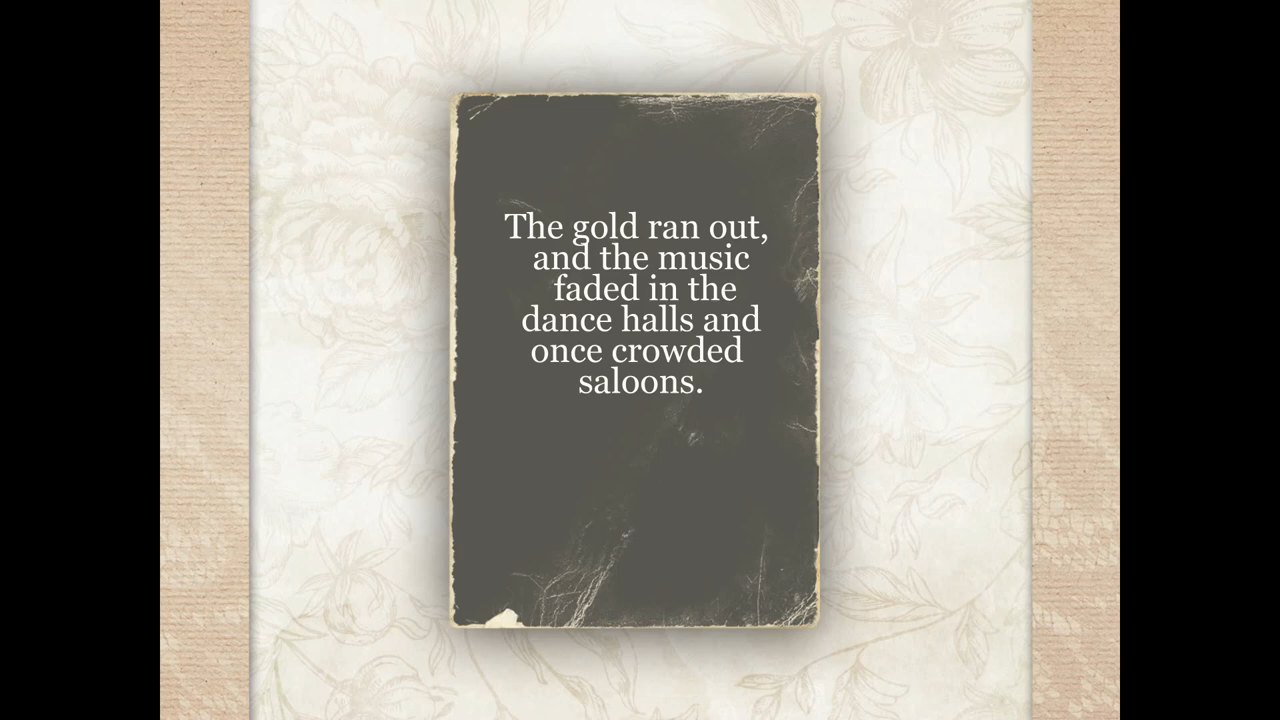 The gold ran out,
and the music
faded in the
dance halls and
once crowded
saloons.